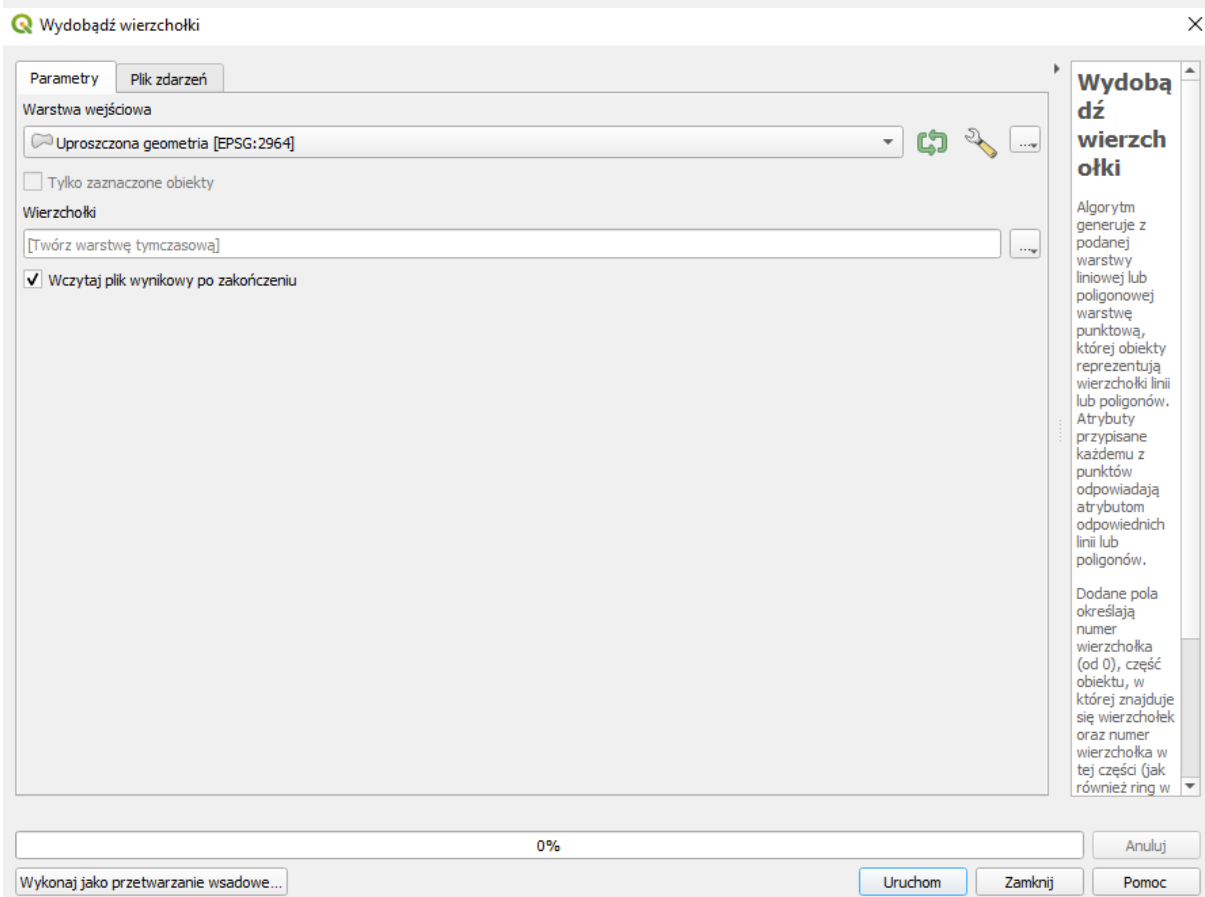 Wydobądź wierzchołki
Parametry
Plik zdarzeń
Warstwa wejściowa
Uproszczona geometria [EPSG:2964]
...
Tylko zaznaczone obiekty
Wierzchołki
[Twórz warstwę tymczasową]
...
Wczytaj plik wynikowy po zakończeniu
Wydobą
dź
wierzch
ołki
Algorytm
generuje z
podanej
warstwy
liniowej lub
poligonowej
warstwę
punktową,
której obiekty
reprezentują
wierzchołki linii
lub poligonów.
Atrybuty
przypisane
każdemu z
punktów
odpowiadają
atrybutom
odpowiednich
linii lub
poligonów.
Dodane pola
określają
numer
wierzchołka
(od 0), część
obiektu, w
której znajduje
się wierzchołek
oraz numer
wierzchołka w
tej części (jak
również ring w
0%
Anuluj
Wykonaj jako przetwarzanie wsadowe...
Uruchom
Zamknij
Pomoc